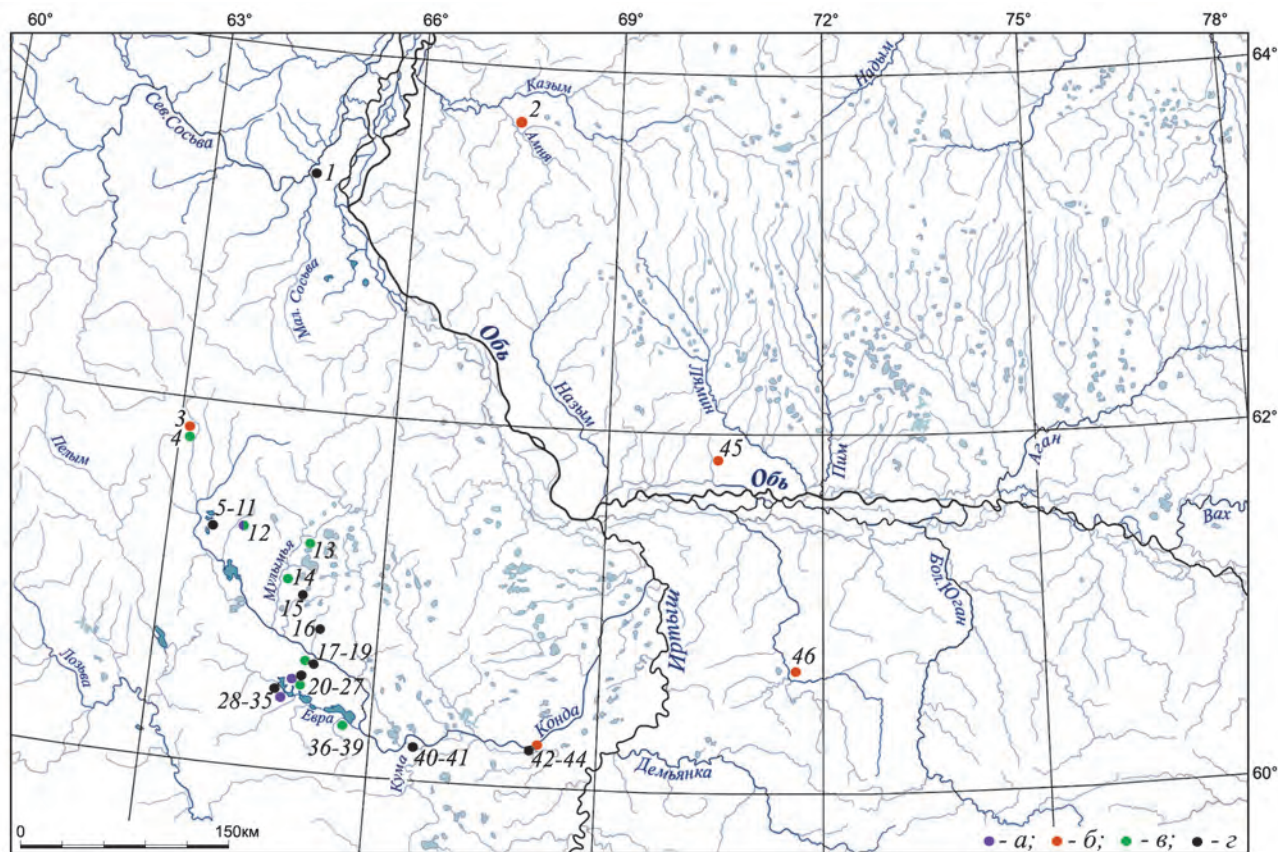 60° 63° 66° 69° 72° 75° 78°
64°
Надым
Казым
2
Амня
Сев. Сосьва
1
Мал. Сосьва
Обь
Назым
Лямин
Пим
62°
3
4
Пелым
45
Обь
Аган
Вах
5-11
12
13
Мулымья
14
15
16
Бол. Юган
Иртыш
17-19
46
Лозьва
20-27
28-35
Евра
Конда
36-39
40-41
42-44
Кума
Демьянка
60°
0 150км
- а; - б; - в; - г